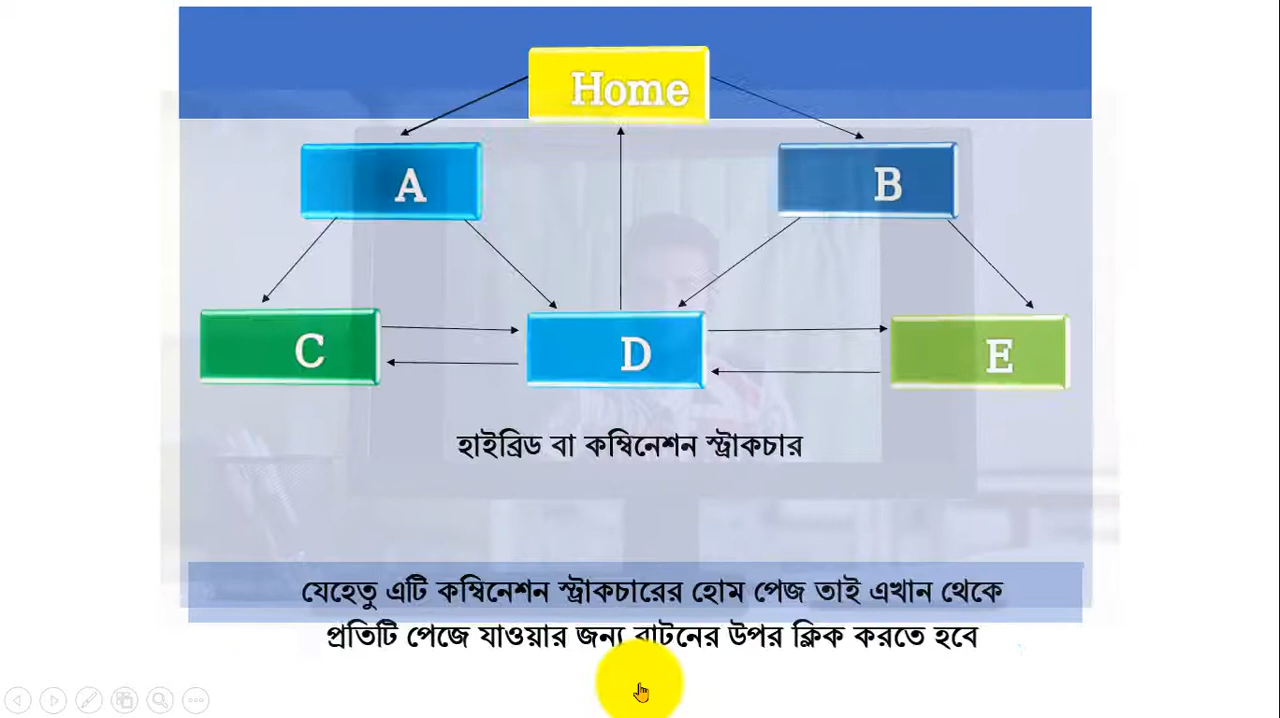 Home
A
B
C
D
E
হাইব্রিড বা কম্বিনেশন স্ট্রাকচার
যেহেতু এটি কম্বিনেশন স্ট্রাকচারের হোম পেজ তাই এখান থেকে
প্রতিটি পেজে যাওয়ার জন্য বাটনের উপর ক্লিক করতে হবে